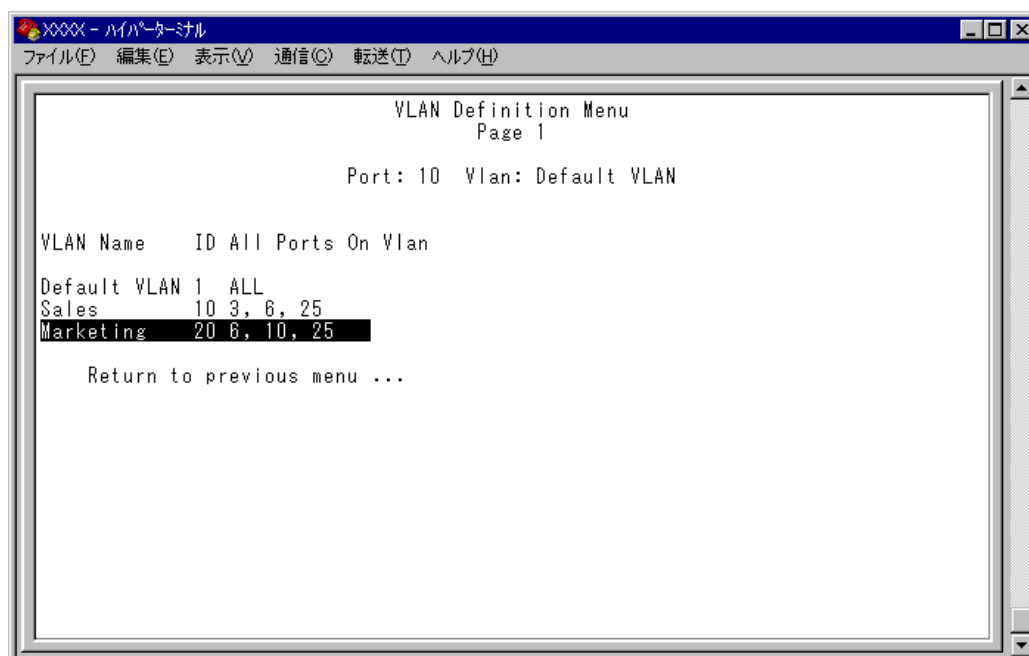 XXXX - ハイパーターミナル
ファイル(F) 編集(E) 表示(V) 通信(C) 転送(T) ヘルプ(H)
VLAN Definition Menu
Page 1
Port: 10 Vlan: Default VLAN
VLAN Name ID All Ports On Vlan
Default VLAN 1 ALL
Sales 10 3, 6, 25
Marketing 20 6, 10, 25
Return to previous menu ...